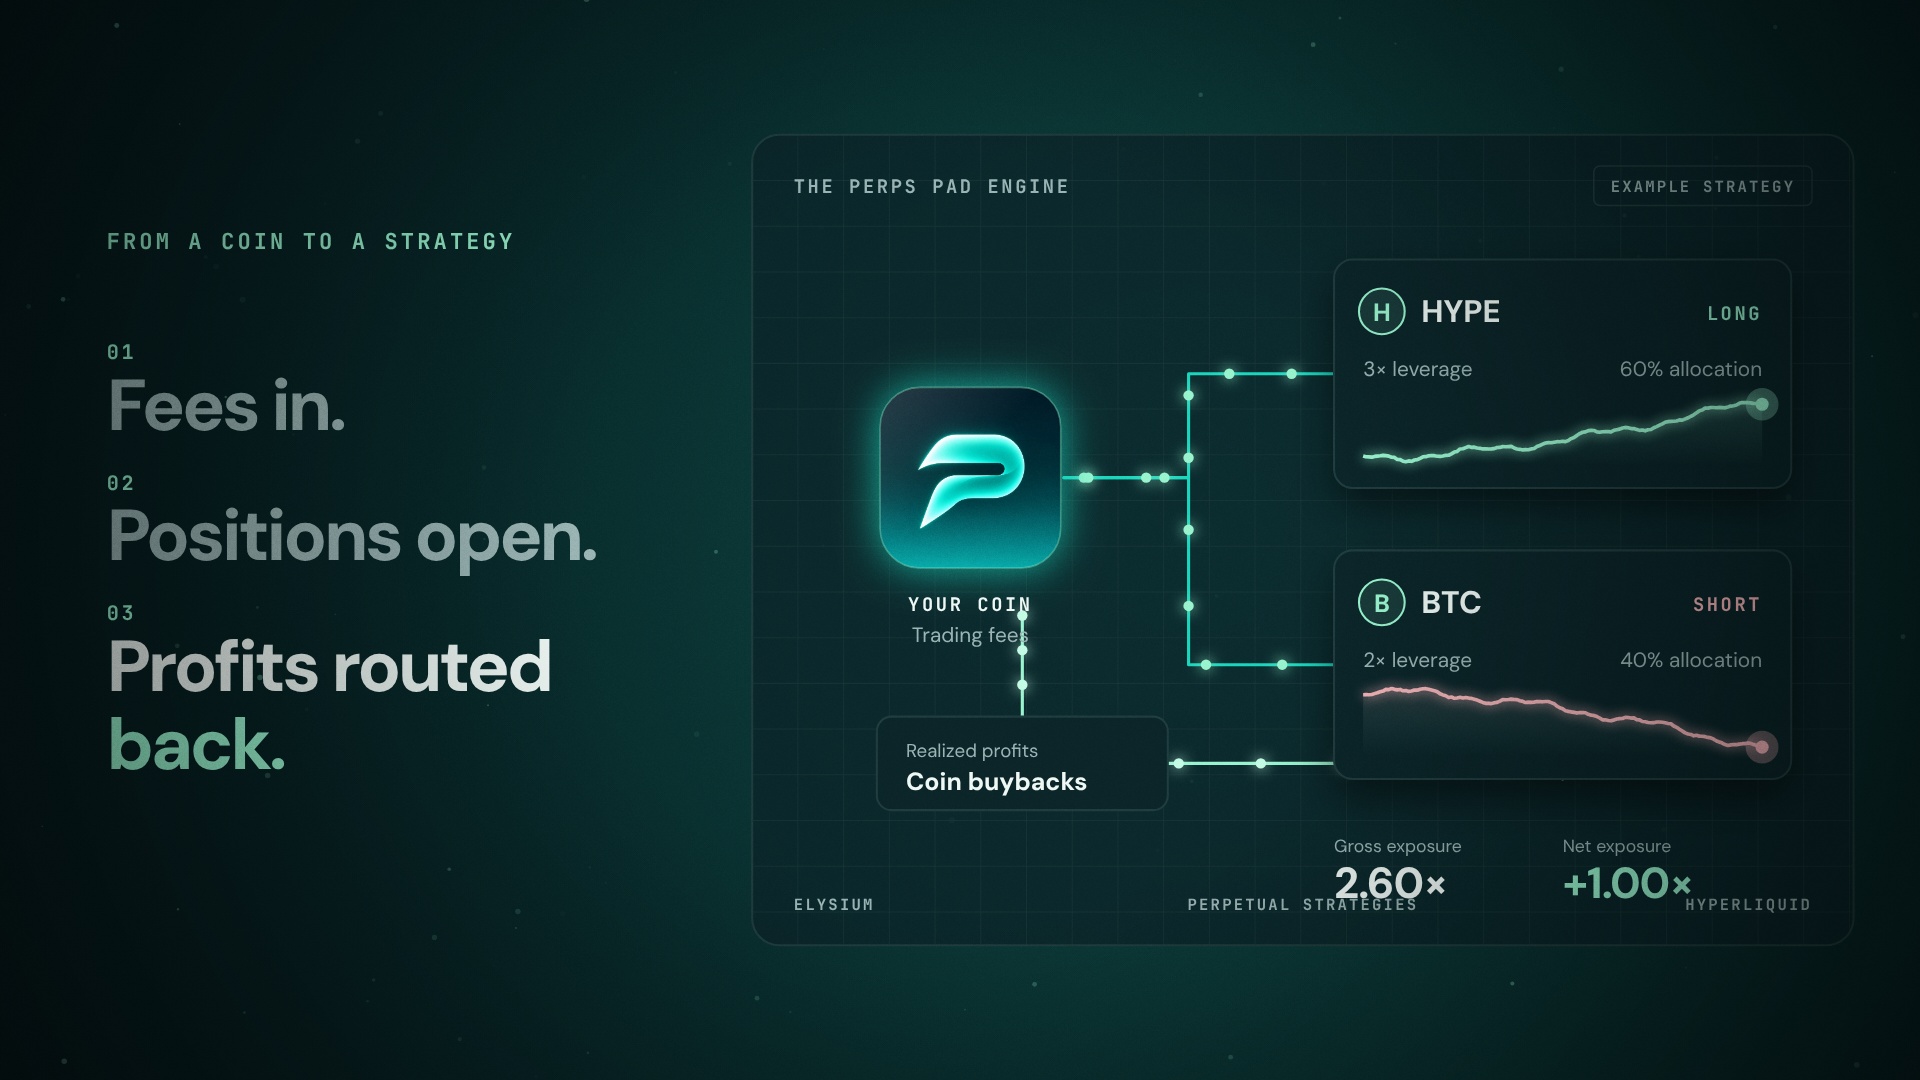 FROM A COIN TO A STRATEGY
01
Fees in.
02
Positions open.
03
Profits routed
back.
THE PERPS PAD ENGINE
EXAMPLE STRATEGY
YOUR COIN
Trading fees
Realized profits
Coin buybacks
H HYPE LONG
3× leverage 60% allocation
B BTC SHORT
2× leverage 40% allocation
Gross exposure Net exposure
2.60× +1.00×
ELYSIUM PERPETUAL STRATEGIES HYPERLIQUID